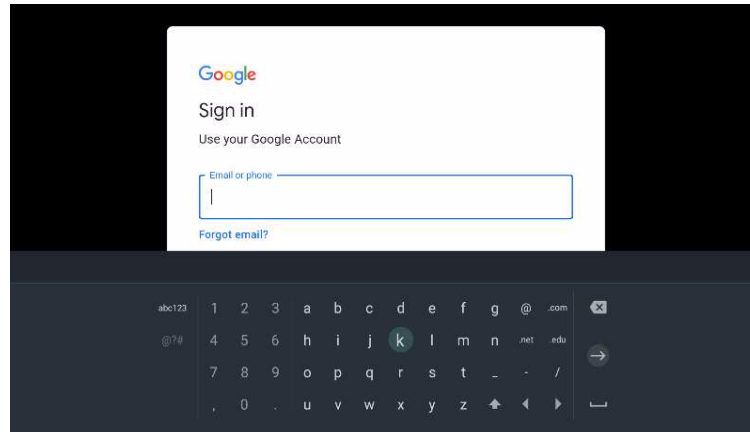 Google
Sign in
Use your Google Account
Email or phone
Forgot email?
abc123 1 2 3 a b c d e f g @ .com
@?# 4 5 6 h i j k l m n .net .edu
7 8 9 o p q r s t _ - /
, 0 . u v w x y z